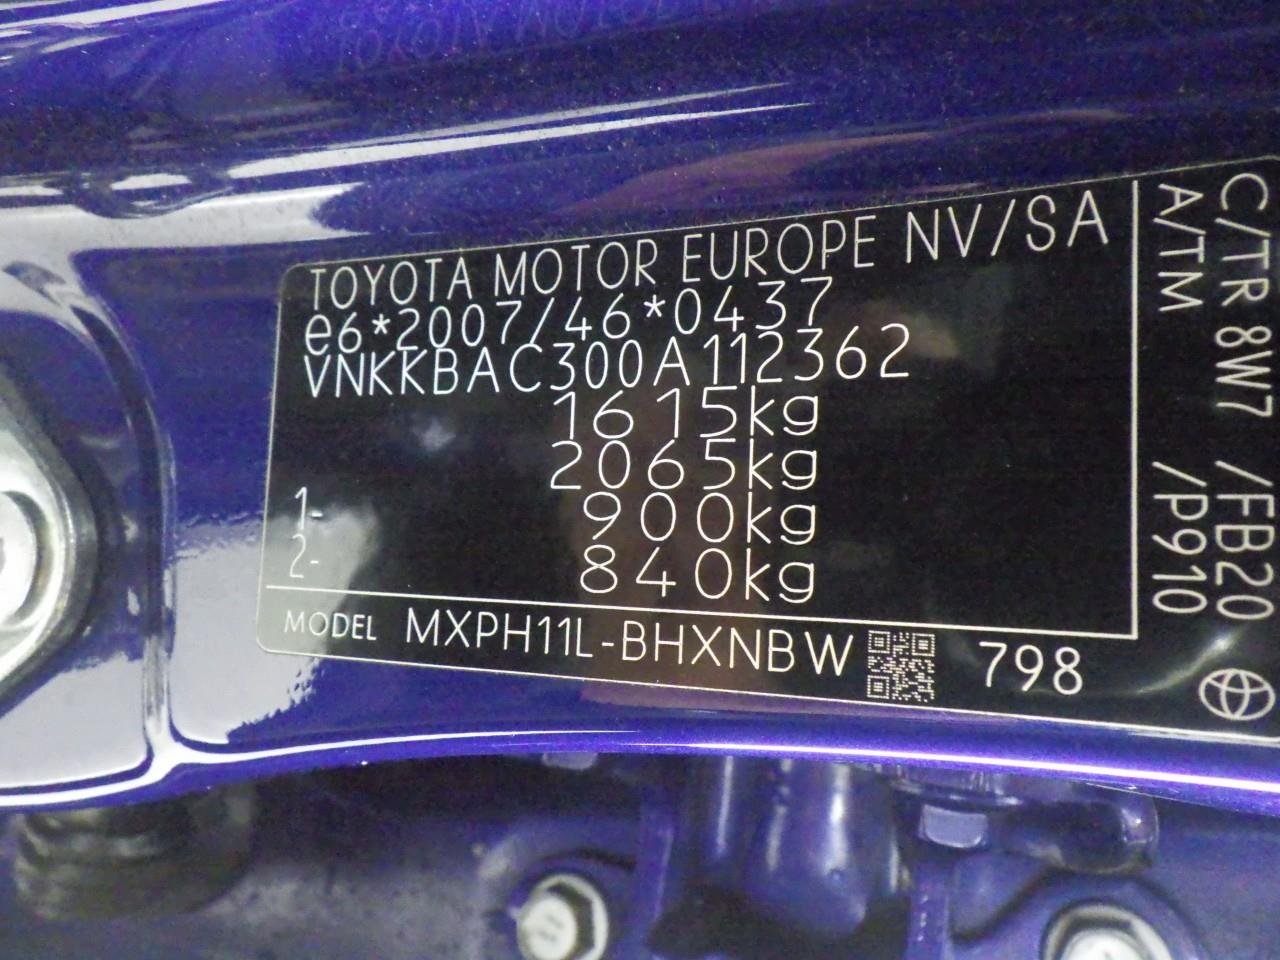 TOYOTA MOTOR EUROPE NV/SA
e6*2007/46*0437
VNKKBAC300A112362
1615kg
2065kg
1- 900kg
2- 840kg
MODEL MXPH11L-BHXNBW 798
C/TR 8W7 /FB20
A/TM /P910